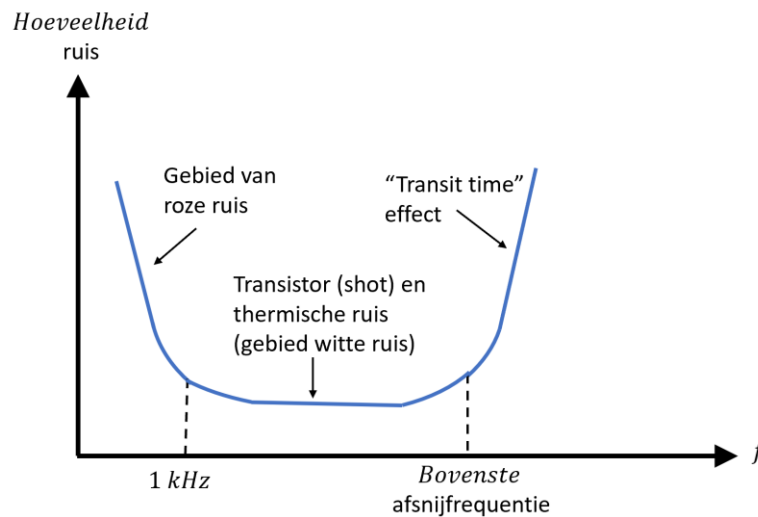 Hoeveelheid
ruis
Gebied van
roze ruis
"Transit time"
effect
Transistor (shot) en
thermische ruis
(gebied witte ruis)
f
1 kHz
Bovenste
afsnijfrequentie